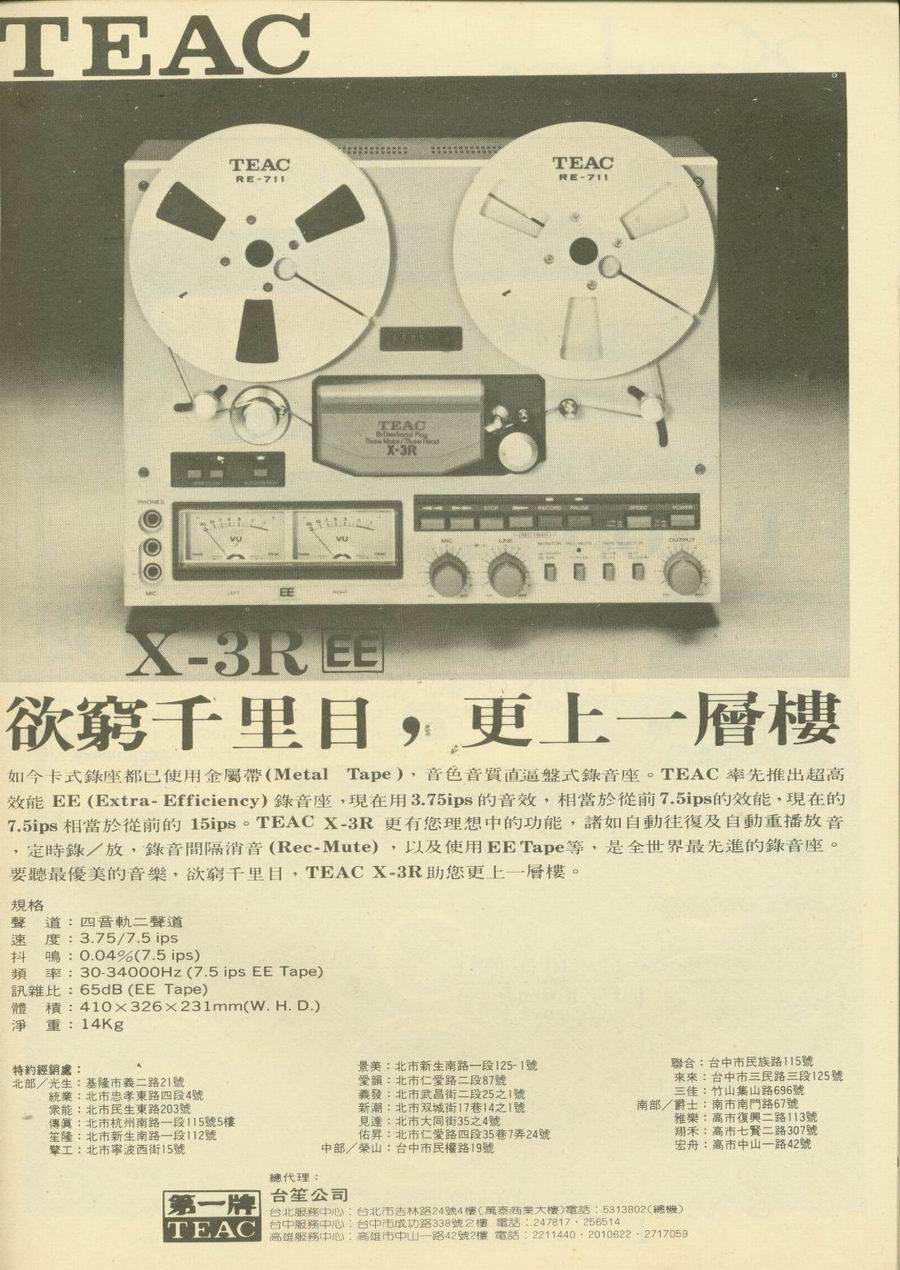 TEAC
TEAC
RE-711
TEAC
RE-711
TEAC
Bi-Directional Play
Three Motor/Three Head
X-3R
PHONES
STOP
RECORD
PAUSE
SPEED
POWER
VU
VU
MIC
LINE
MONITOR
REC-MUTE
TAPE SELECTOR
OUTPUT
MIC
LEFT
EE
RIGHT
X-3R EE
欲窮千里目，更上一層樓
如今卡式錄座都已使用金屬帶(Metal Tape)，音色音質直逼盤式錄音座。TEAC 率先推出超高
效能 EE (Extra-Efficiency) 錄音座，現在用3.75ips 的音效，相當於從前7.5ips的效能，現在的
7.5ips 相當於從前的 15ips。TEAC X-3R 更有您理想中的功能，諸如自動往復及自動重播放音
，定時錄／放，錄音間隔消音(Rec-Mute)，以及使用EE Tape等，是全世界最先進的錄音座。
要聽最優美的音樂，欲窮千里目，TEAC X-3R助您更上一層樓。
規格
聲　道：四音軌二聲道
速　度：3.75/7.5 ips
抖　鳴：0.04%(7.5 ips)
頻　率：30-34000Hz (7.5 ips EE Tape)
訊雜比：65dB (EE Tape)
體　積：410×326×231mm(W. H. D.)
淨　重：14Kg
特約經銷處：
北部／光生：基隆市義二路21號
統業：北市忠孝東路四段4號
衆能：北市民生東路203號
傳眞：北市杭州南路一段115號5樓
笙隆：北市新生南路一段112號
擎工：北市寧波西街15號
景美：北市新生南路一段125-1號
愛韻：北市仁愛路二段87號
義發：北市武昌街二段25之1號
新潮：北市双城街17巷14之1號
見達：北市大同街35之4號
佑昇：北市仁愛路四段35巷7弄24號
中部／榮山：台中市民權路19號
聯合：台中市民族路115號
來來：台中市三民路三段125號
三佳：竹山集山路696號
南部／爵士：南市南門路67號
雅樂：高市復興二路113號
翔禾：高市七賢二路307號
宏舟：高市中山一路42號
總代理：
第一牌
TEAC
台笙公司
台北服務中心：台北市吉林路24號4樓(萬泰商業大樓)電話：5313802(總機)
台中服務中心：台中市成功路338號2樓 電話：247817．256514
高雄服務中心：高雄市中山一路42號2樓 電話：2211440．2010622．2717059